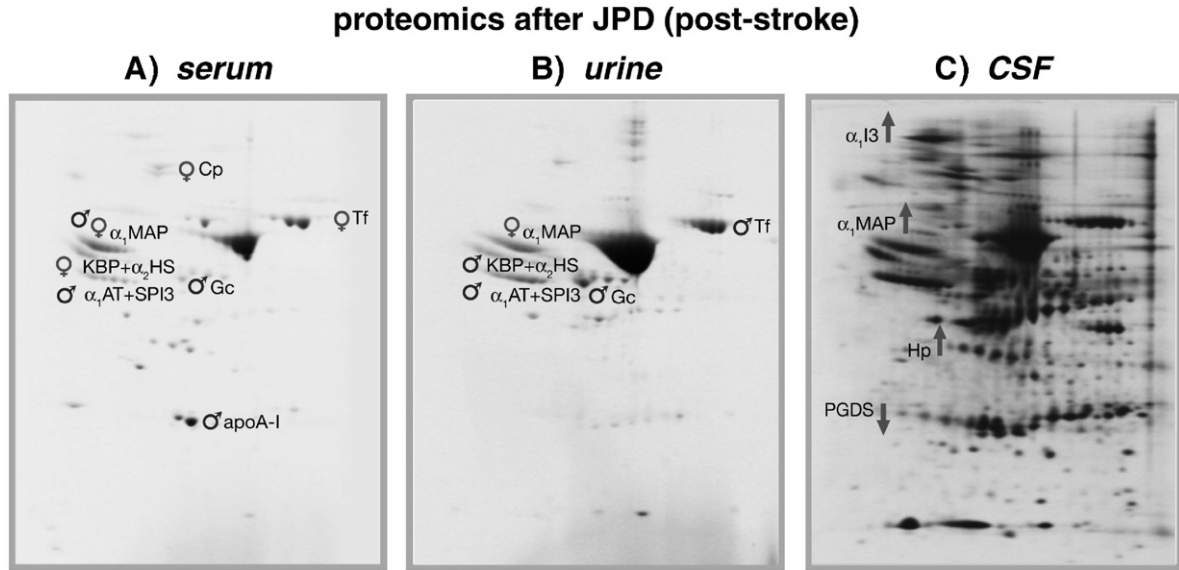 proteomics after JPD (post-stroke)
A) serum
♀ Cp
♂♀ α₁MAP
♀ Tf
♀ KBP+α₂HS
♂ α₁AT+SPI3
♂ Gc
♂ apoA-I
B) urine
♀ α₁MAP
♂ Tf
♂ KBP+α₂HS
♂ α₁AT+SPI3
♂ Gc
C) CSF
α₁I3
α₁MAP
Hp
PGDS